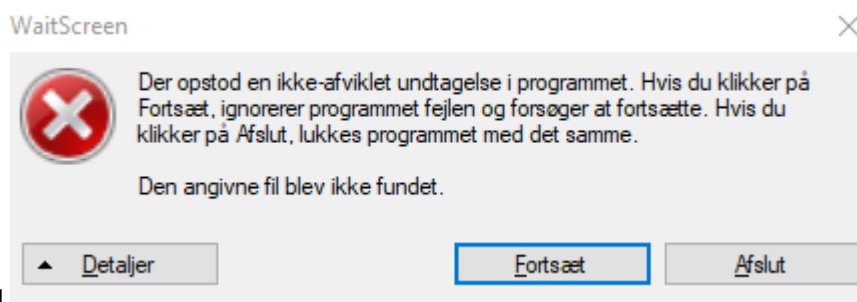 WaitScreen
Der opstod en ikke-afviklet undtagelse i programmet. Hvis du klikker på
Fortsæt, ignorerer programmet fejlen og forsøger at fortsætte. Hvis du
klikker på Afslut, lukkes programmet med det samme.
Den angivne fil blev ikke fundet.
Detaljer Fortsæt Afslut